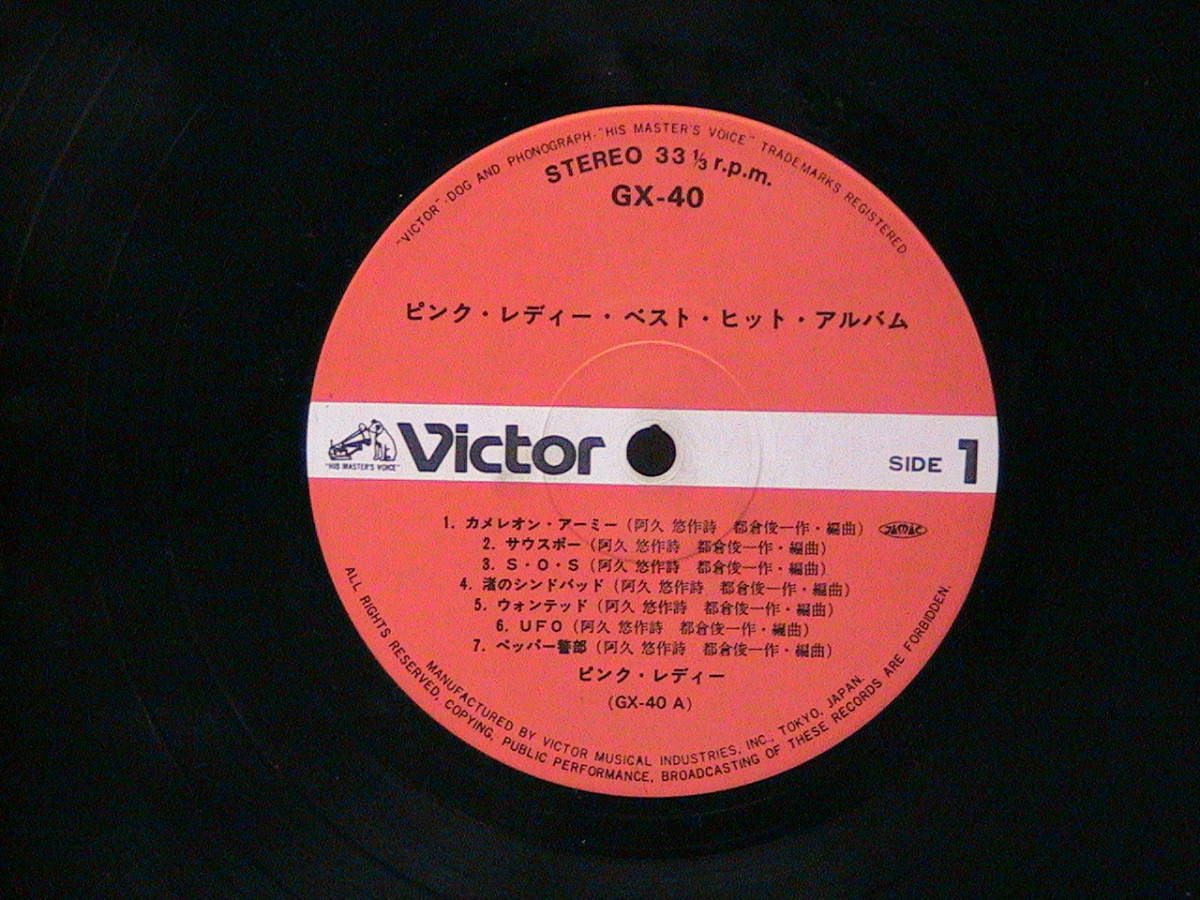 "VICTOR"·DOG AND PHONOGRAPH·"HIS MASTER'S VOICE" TRADEMARKS REGISTERED
STEREO 33⅓ r.p.m.
GX-40
ピンク・レディー・ベスト・ヒット・アルバム
"HIS MASTER'S VOICE"
Victor
SIDE 1
1. カメレオン・アーミー (阿久 悠作詩 都倉俊一作・編曲) JASRAC
2. サウスポー (阿久 悠作詩 都倉俊一作・編曲)
3. S・O・S (阿久 悠作詩 都倉俊一作・編曲)
4. 渚のシンドバッド (阿久 悠作詩 都倉俊一作・編曲)
5. ウォンテッド (阿久 悠作詩 都倉俊一作・編曲)
6. UFO (阿久 悠作詩 都倉俊一作・編曲)
7. ペッパー警部 (阿久 悠作詩 都倉俊一作・編曲)
ピンク・レディー
(GX-40 A)
MANUFACTURED BY VICTOR MUSICAL INDUSTRIES, INC., TOKYO, JAPAN.
ALL RIGHTS RESERVED. COPYING, PUBLIC PERFORMANCE, BROADCASTING OF THESE RECORDS ARE FORBIDDEN.